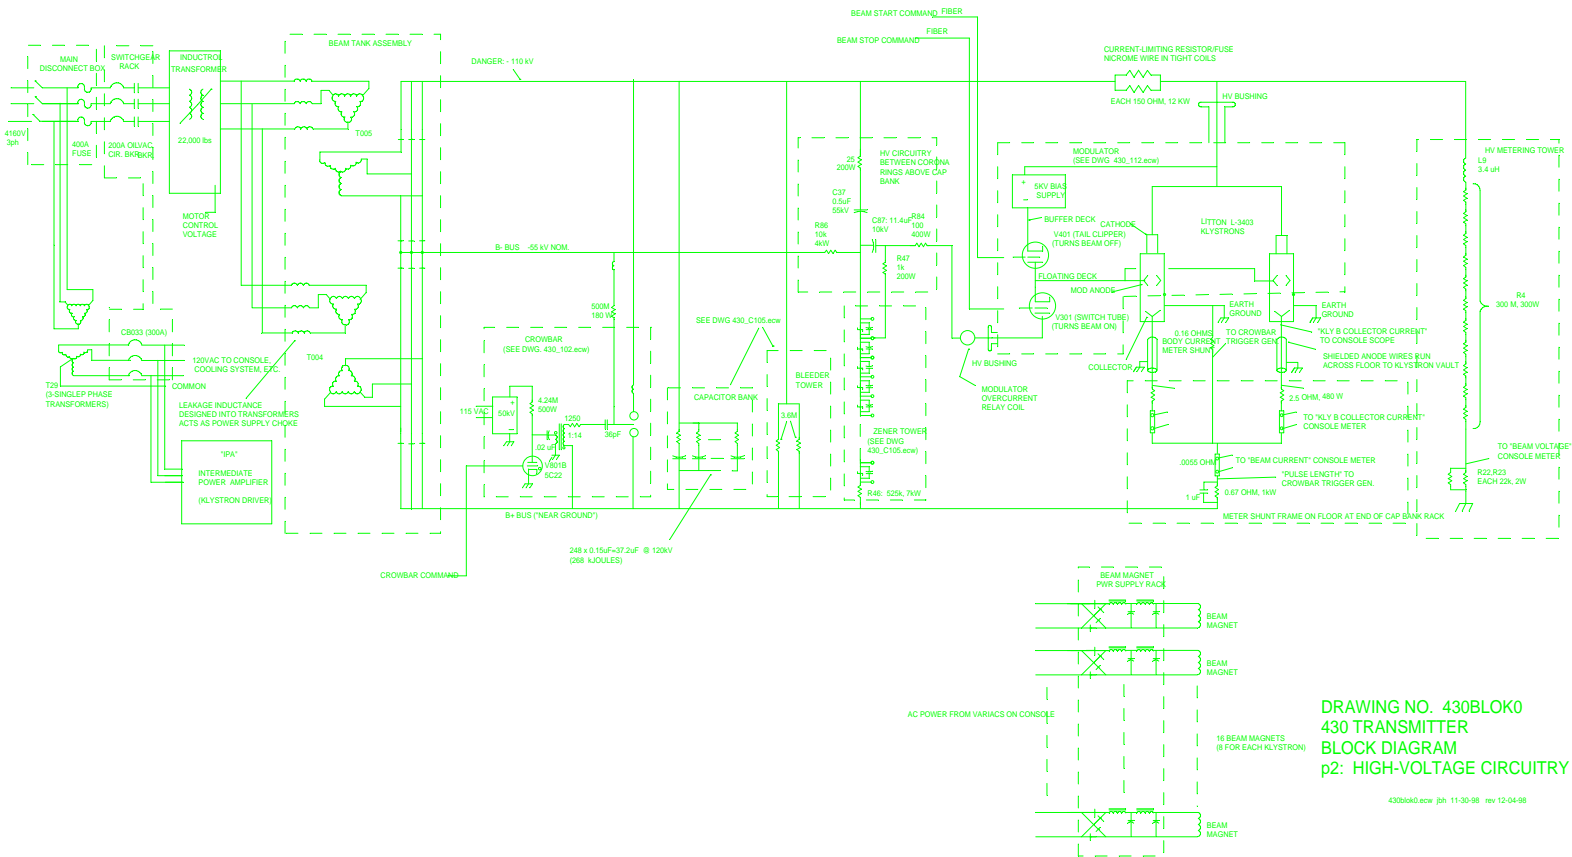 BEAM START COMMAND
FIBER
BEAM STOP COMMAND
FIBER
BEAM TANK ASSEMBLY
MAIN
DISCONNECT BOX
SWITCHGEAR
RACK
INDUCTROL
TRANSFORMER
22,000 lbs
4160V
3ph
400A
FUSE
200A OILVAC
CIR. BKR
BKR
MOTOR
CONTROL
VOLTAGE
T005
T004
DANGER: - 110 kV
CURRENT-LIMITING RESISTOR/FUSE
NICROME WIRE IN TIGHT COILS
EACH 150 OHM, 12 KW
HV BUSHING
HV CIRCUITRY
BETWEEN CORONA
RINGS ABOVE CAP
BANK
25
200W
C37
0.5uF
55kV
C87: 11.4uF
10kV
R84
100
400W
R86
10k
4kW
R47
1k
200W
MODULATOR
(SEE DWG 430_112.ecw)
5KV BIAS
SUPPLY
BUFFER DECK
V401 (TAIL CLIPPER)
(TURNS BEAM OFF)
CATHODE
LITTON L-3403
KLYSTRONS
FLOATING DECK
MOD ANODE
V301 (SWITCH TUBE)
(TURNS BEAM ON)
EARTH
GROUND
EARTH
GROUND
HV METERING TOWER
L9
3.4 uH
R4
300 M, 300W
B- BUS -55 kV NOM.
500M
180 W
CB033 (300A)
120VAC TO CONSOLE,
COOLING SYSTEM, ETC.
COMMON
T29
(3-SINGLEP PHASE
TRANSFORMERS)
LEAKAGE INDUCTANCE
DESIGNED INTO TRANSFORMERS
ACTS AS POWER SUPPLY CHOKE
"IPA"
INTERMEDIATE
POWER AMPLIFIER
(KLYSTRON DRIVER)
CROWBAR
(SEE DWG. 430_102.ecw)
115 VAC
50kV
4.24M
500W
.02 uF
1250
1:14
36pF
V801B
5C22
SEE DWG 430_C105.ecw
CAPACITOR BANK
BLEEDER
TOWER
3.6M
ZENER TOWER
(SEE DWG
430_C105.ecw)
R46: 525k, 7kW
HV BUSHING
MODULATOR
OVERCURRENT
RELAY COIL
0.16 OHMS
BODY CURRENT
METER SHUNT
TO CROWBAR
TRIGGER GEN.
COLLECTOR
"KLY B COLLECTOR CURRENT"
TO CONSOLE SCOPE
SHIELDED ANODE WIRES RUN
ACROSS FLOOR TO KLYSTRON VAULT
2.5 OHM, 480 W
TO "KLY B COLLECTOR CURRENT"
CONSOLE METER
.0055 OHM
TO "BEAM CURRENT" CONSOLE METER
"PULSE LENGTH" TO
CROWBAR TRIGGER GEN.
1 uF
0.67 OHM, 1kW
METER SHUNT FRAME ON FLOOR AT END OF CAP BANK RACK
TO "BEAM VOLTAGE"
CONSOLE METER
R22,R23
EACH 22k, 2W
B+ BUS ("NEAR GROUND")
248 x 0.15uF=37.2uF @ 120kV
(268 kJOULES)
CROWBAR COMMAND
BEAM MAGNET
PWR SUPPLY RACK
BEAM
MAGNET
BEAM
MAGNET
AC POWER FROM VARIACS ON CONSOLE
16 BEAM MAGNETS
(8 FOR EACH KLYSTRON)
BEAM
MAGNET
DRAWING NO. 430BLOK0
430 TRANSMITTER
BLOCK DIAGRAM
p2: HIGH-VOLTAGE CIRCUITRY
430blok0.ecw jbh 11-30-98 rev 12-04-98